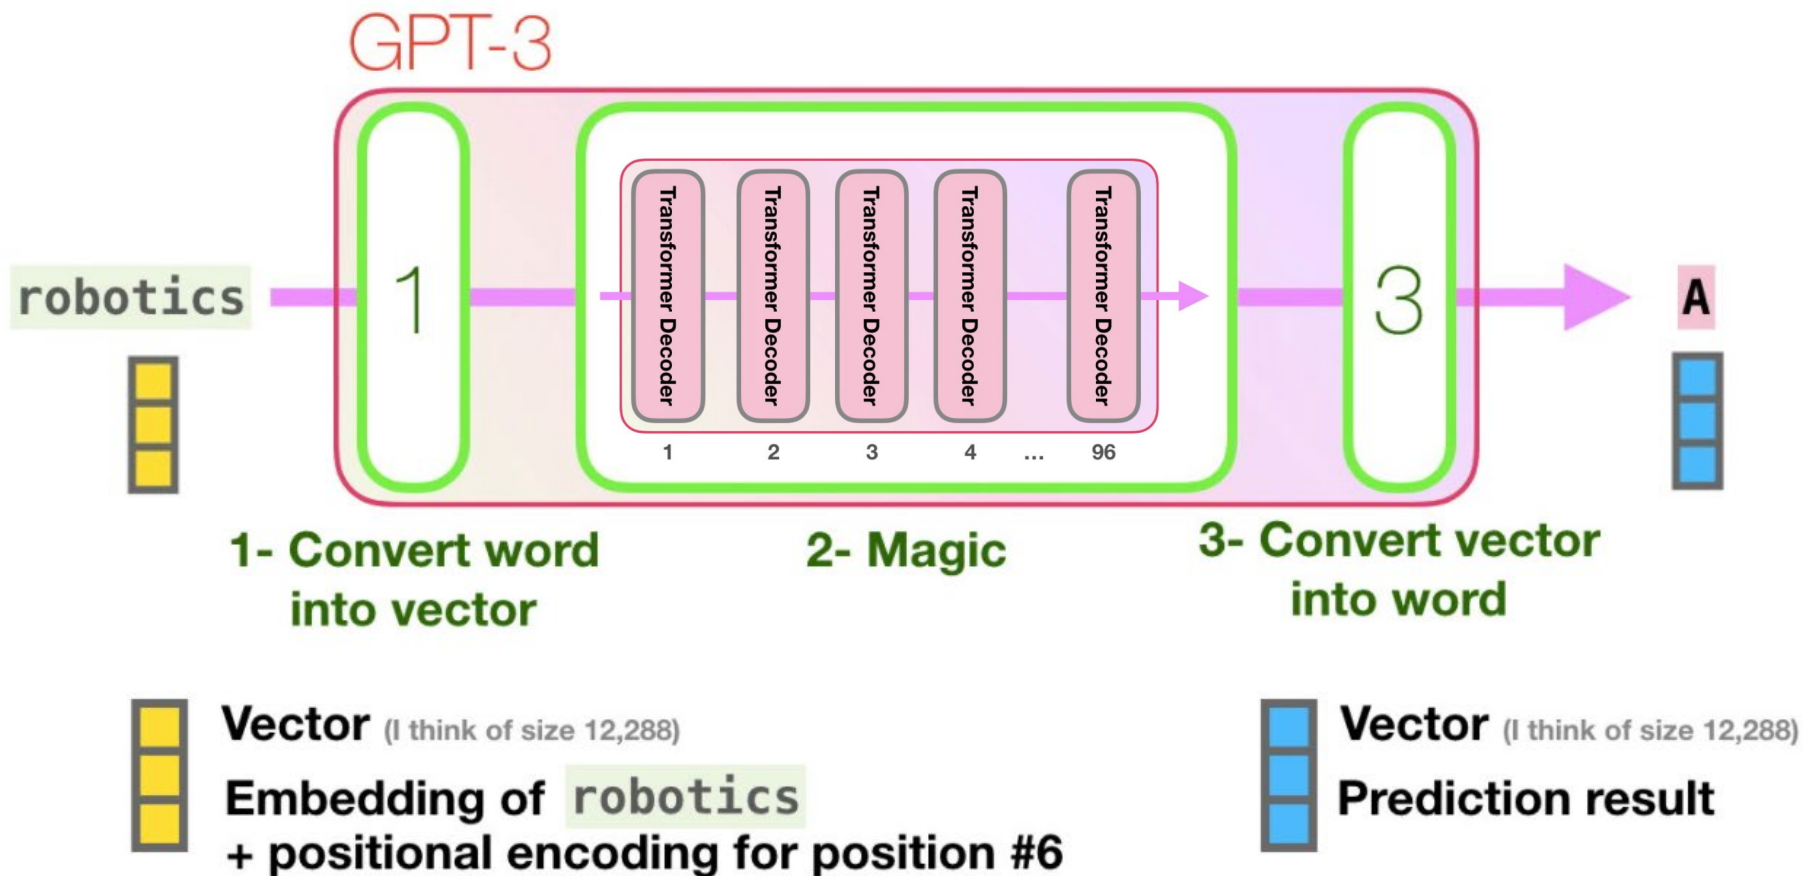 GPT-3
robotics
1
Transformer Decoder
Transformer Decoder
Transformer Decoder
Transformer Decoder
Transformer Decoder
1 2 3 4 ... 96
3
A
1- Convert word
into vector
2- Magic
3- Convert vector
into word
Vector (I think of size 12,288)
Embedding of robotics
+ positional encoding for position #6
Vector (I think of size 12,288)
Prediction result